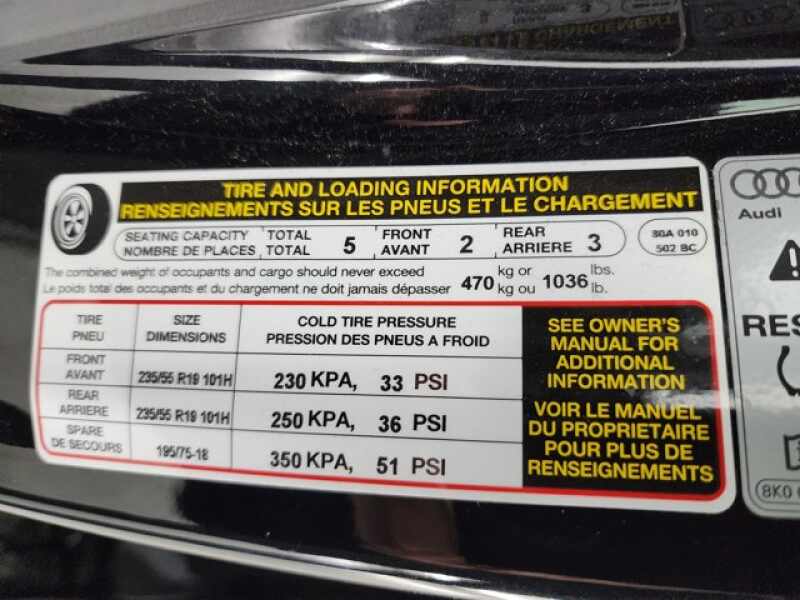 TIRE AND LOADING INFORMATION
RENSEIGNEMENTS SUR LES PNEUS ET LE CHARGEMENT
SEATING CAPACITY TOTAL 5 FRONT 2 REAR 3
NOMBRE DE PLACES TOTAL AVANT ARRIERE
80A 010
502 BC
The combined weight of occupants and cargo should never exceed 470 kg or 1036 lbs.
Le poids total des occupants et du chargement ne doit jamais dépasser kg ou lb.
TIRE SIZE COLD TIRE PRESSURE
PNEU DIMENSIONS PRESSION DES PNEUS A FROID
FRONT
AVANT 235/55 R19 101H 230 KPA, 33 PSI
REAR
ARRIERE 235/55 R19 101H 250 KPA, 36 PSI
SPARE
DE SECOURS 195/75-18 350 KPA, 51 PSI
SEE OWNER'S
MANUAL FOR
ADDITIONAL
INFORMATION
VOIR LE MANUEL
DU PROPRIETAIRE
POUR PLUS DE
RENSEIGNEMENTS
Audi
RES
8K0